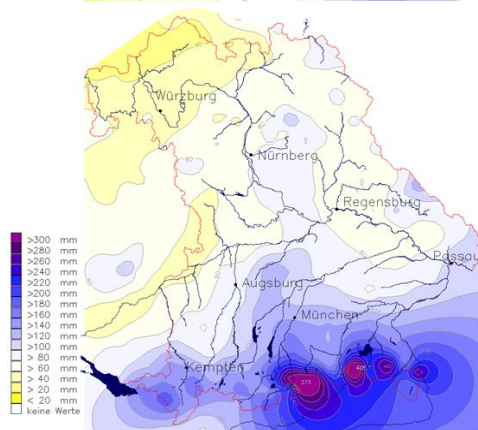 Würzburg
Nürnberg
Regensburg
Passau
Augsburg
München
Kempten
273
>300 mm
>280 mm
>260 mm
>240 mm
>220 mm
>200 mm
>180 mm
>160 mm
>140 mm
>120 mm
>100 mm
> 80 mm
> 60 mm
> 40 mm
> 20 mm
< 20 mm
keine Werte